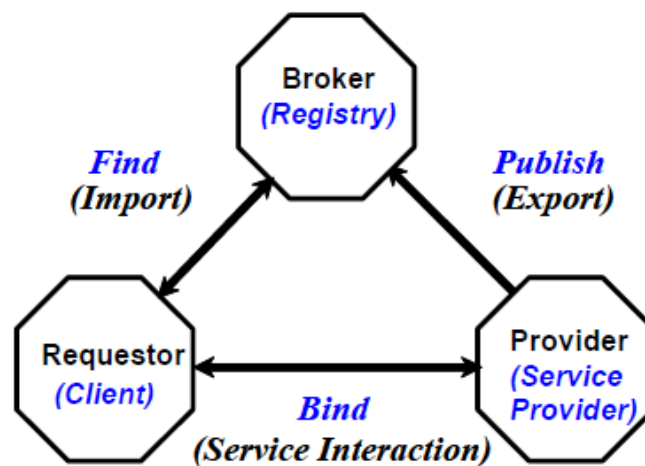 Broker
(Registry)
Find
(Import)
Publish
(Export)
Requestor
(Client)
Provider
(Service
Provider)
Bind
(Service Interaction)